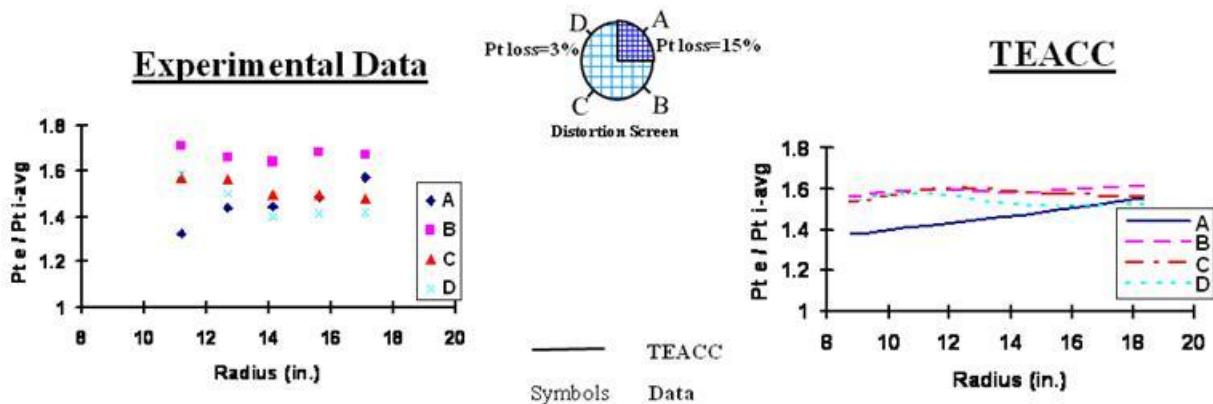 Experimental Data
D
A
Pt loss=3%
Pt loss=15%
C
B
Distortion Screen
TEACC
1.8
1.6
1.4
1.2
1
Pt e / Pt i-avg
8
10
12
14
16
18
20
Radius (in.)
A
B
C
D
TEACC
Symbols Data
1.8
1.6
1.4
1.2
1
Pt e / Pt i-avg
8
10
12
14
16
18
20
Radius (in.)
A
B
C
D